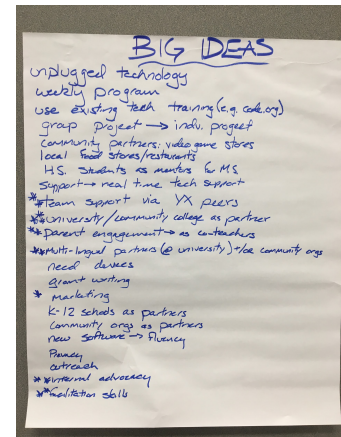 BIG IDEAS
unplugged technology
weekly program
use existing tech training (e.g. code.org)
group project → indv. project
community partners: video game stores
local food stores/restaurants
H.S. students as mentors for M.S.
Support → real time tech support
**team support via YX peers
**university/community college as partner
**parent engagement → as coteachers
**Multi-lingual partners (@ university) +/or community orgs
need devices
grant writing
* marketing
K-12 schools as partners
Community orgs as partners
new software → Fluency
Privacy
outreach
**internal advocacy
**facilitation skills